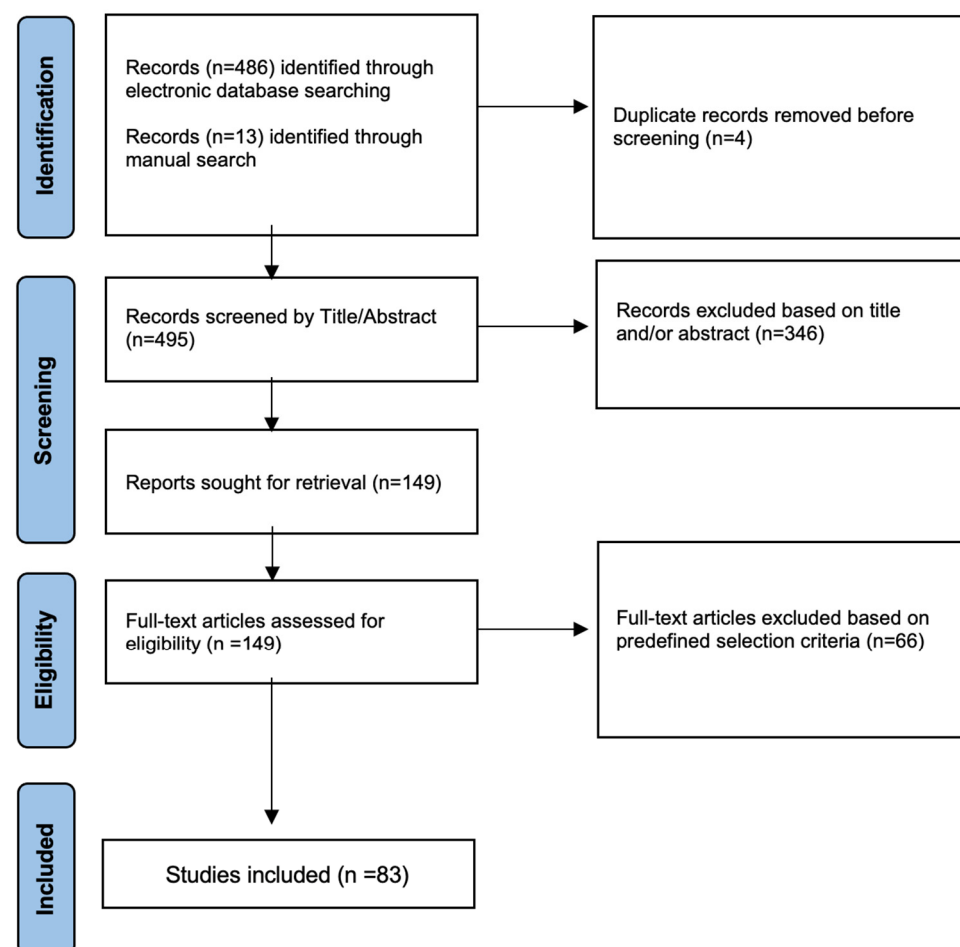 Identification
Records (n=486) identified through
electronic database searching
Records (n=13) identified through
manual search
Duplicate records removed before
screening (n=4)
Screening
Records screened by Title/Abstract
(n=495)
Records excluded based on title
and/or abstract (n=346)
Reports sought for retrieval (n=149)
Eligibility
Full-text articles assessed for
eligibility (n =149)
Full-text articles excluded based on
predefined selection criteria (n=66)
Included
Studies included (n =83)